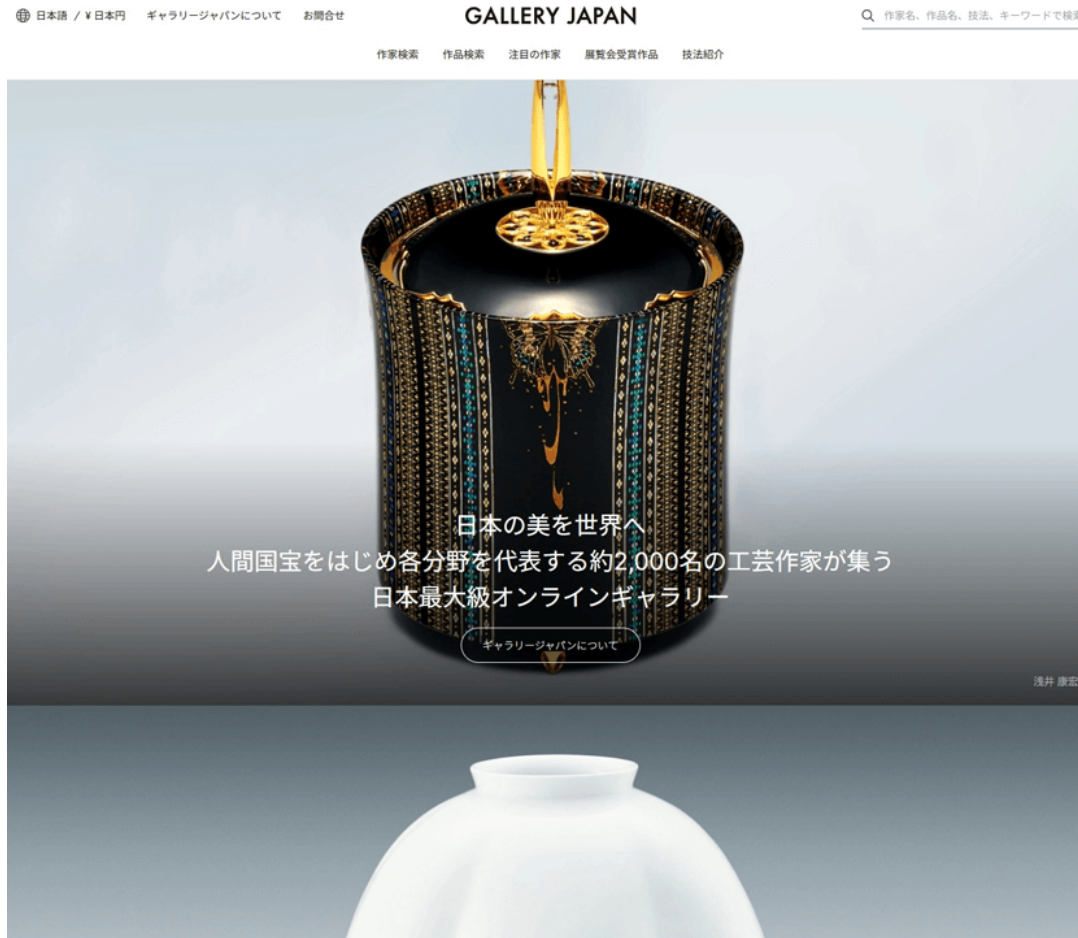 日本語 / ¥ 日本円
ギャラリージャパンについて
お問合せ
GALLERY JAPAN
作家名、作品名、技法、キーワードで検索
作家検索
作品検索
注目の作家
展覧会受賞作品
技法紹介
日本の美を世界へ
人間国宝をはじめ各分野を代表する約2,000名の工芸作家が集う
日本最大級オンラインギャラリー
ギャラリージャパンについて
浅井 康宏